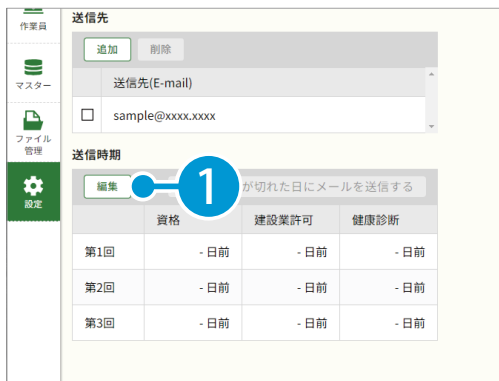 作業員
マスター
ファイル
管理
設定
送信先
追加 削除
送信先(E-mail)
sample@xxxx.xxxx
送信時期
編集 1 が切れた日にメールを送信する
資格 建設業許可 健康診断
第1回 - 日前 - 日前 - 日前
第2回 - 日前 - 日前 - 日前
第3回 - 日前 - 日前 - 日前